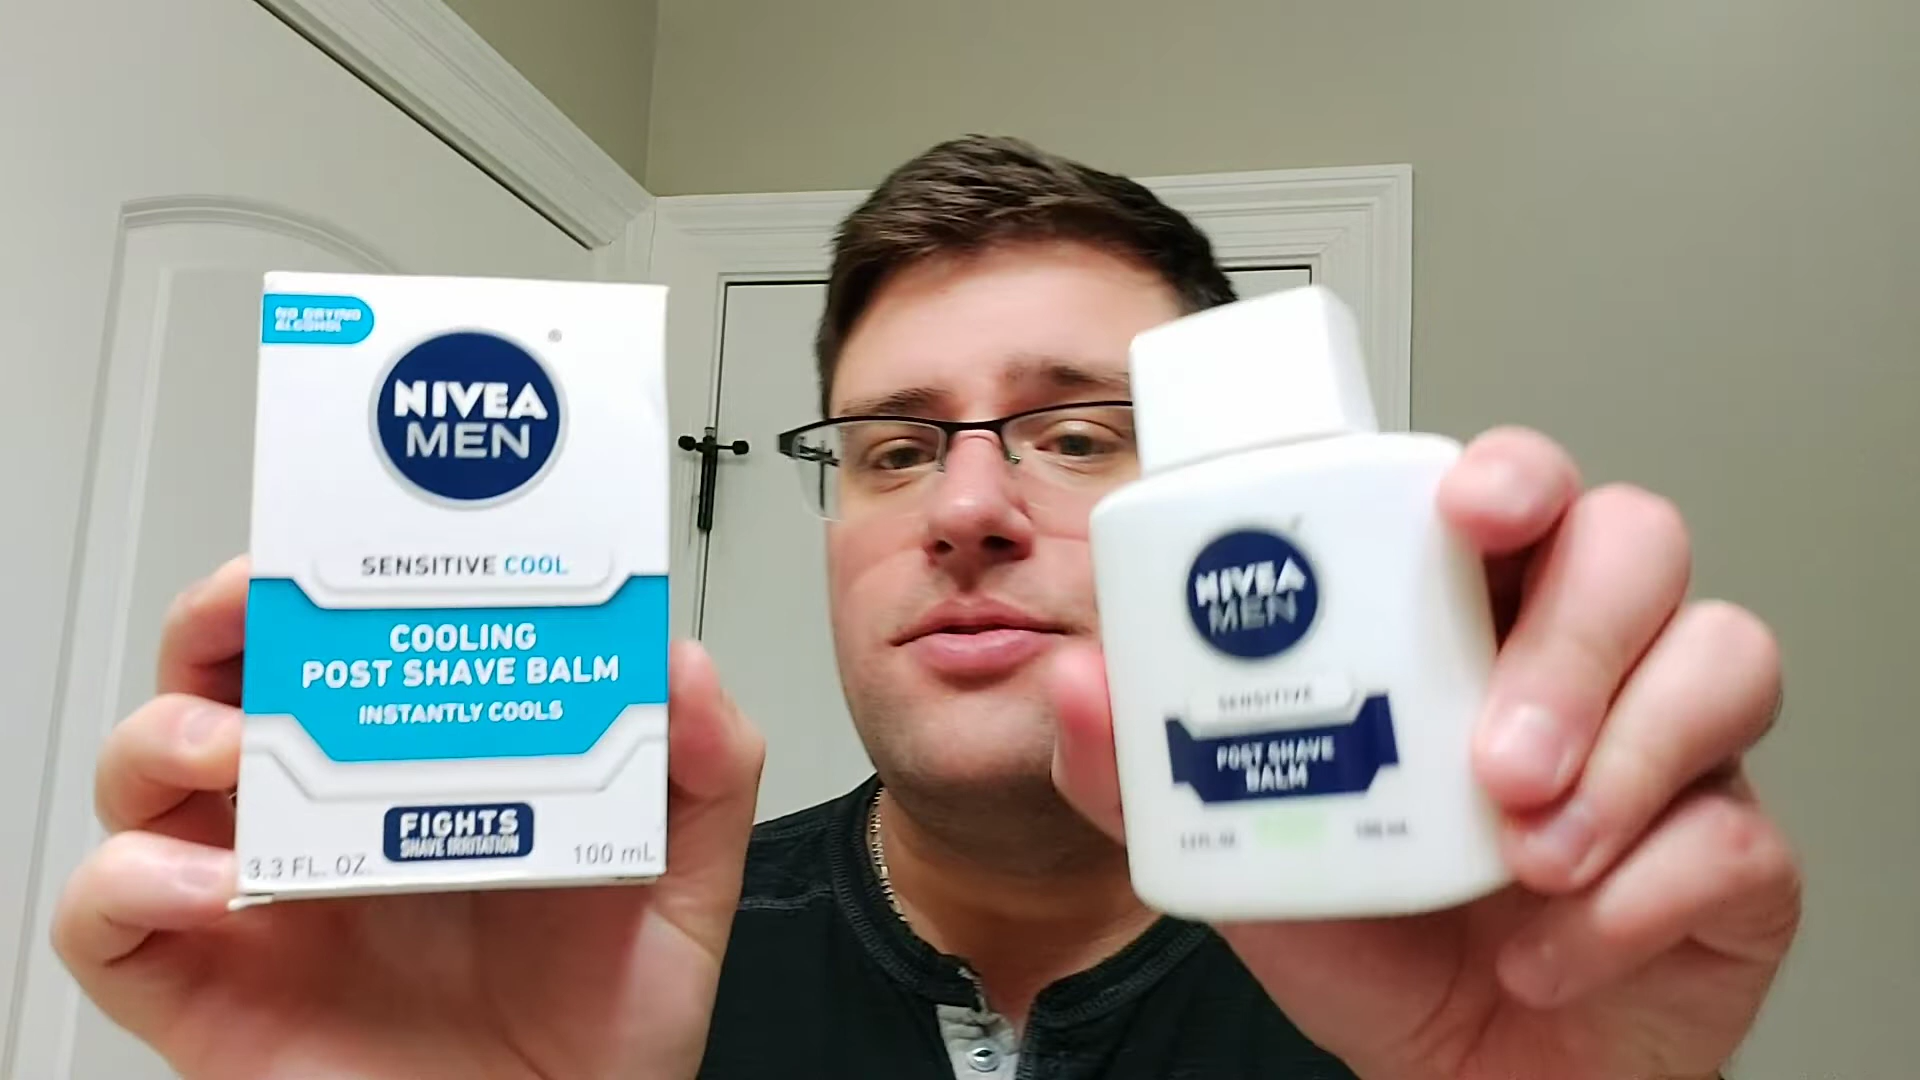 NO DRYING
ALCOHOL
NIVEA
MEN
SENSITIVE COOL
COOLING
POST SHAVE BALM
INSTANTLY COOLS
FIGHTS
SHAVE IRRITATION
3.3 FL. OZ.
100 mL
NIVEA
MEN
SENSITIVE
POST SHAVE
BALM